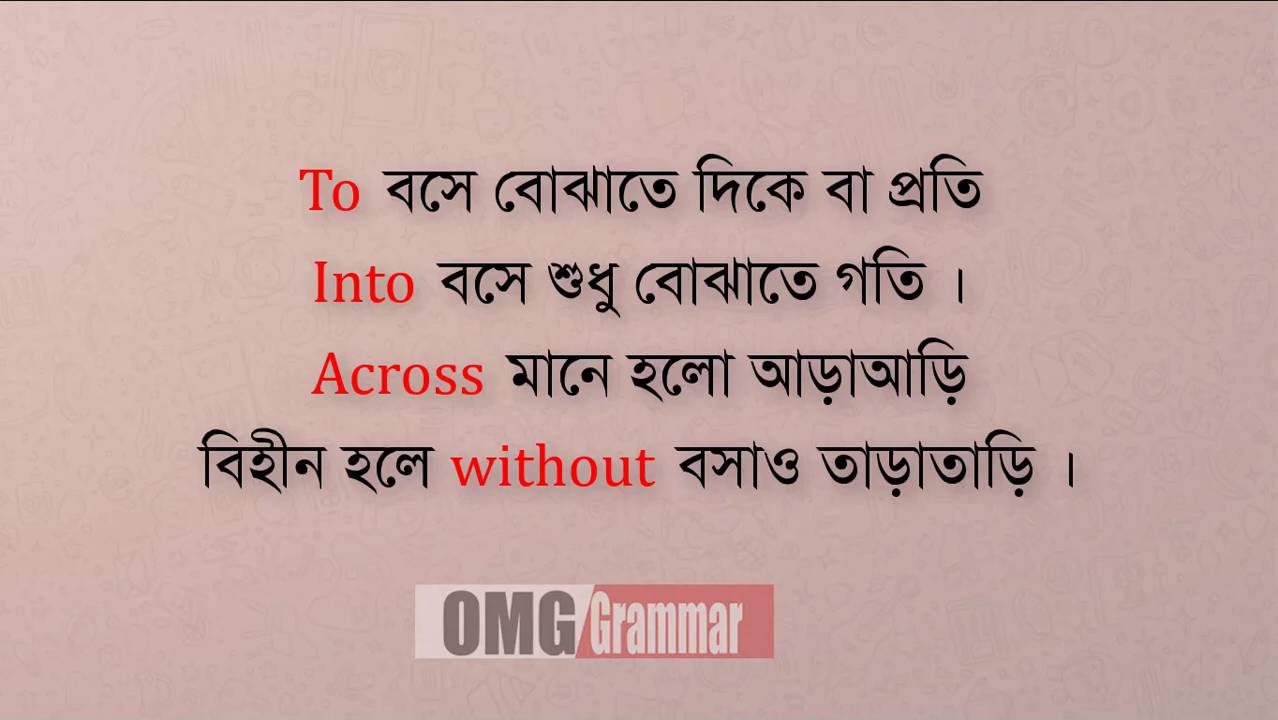 To বসে বোঝাতে দিকে বা প্রতি
Into বসে শুধু বোঝাতে গতি ।
Across মানে হলো আড়াআড়ি
বিহীন হলে without বসাও তাড়াতাড়ি ।
OMG Grammar